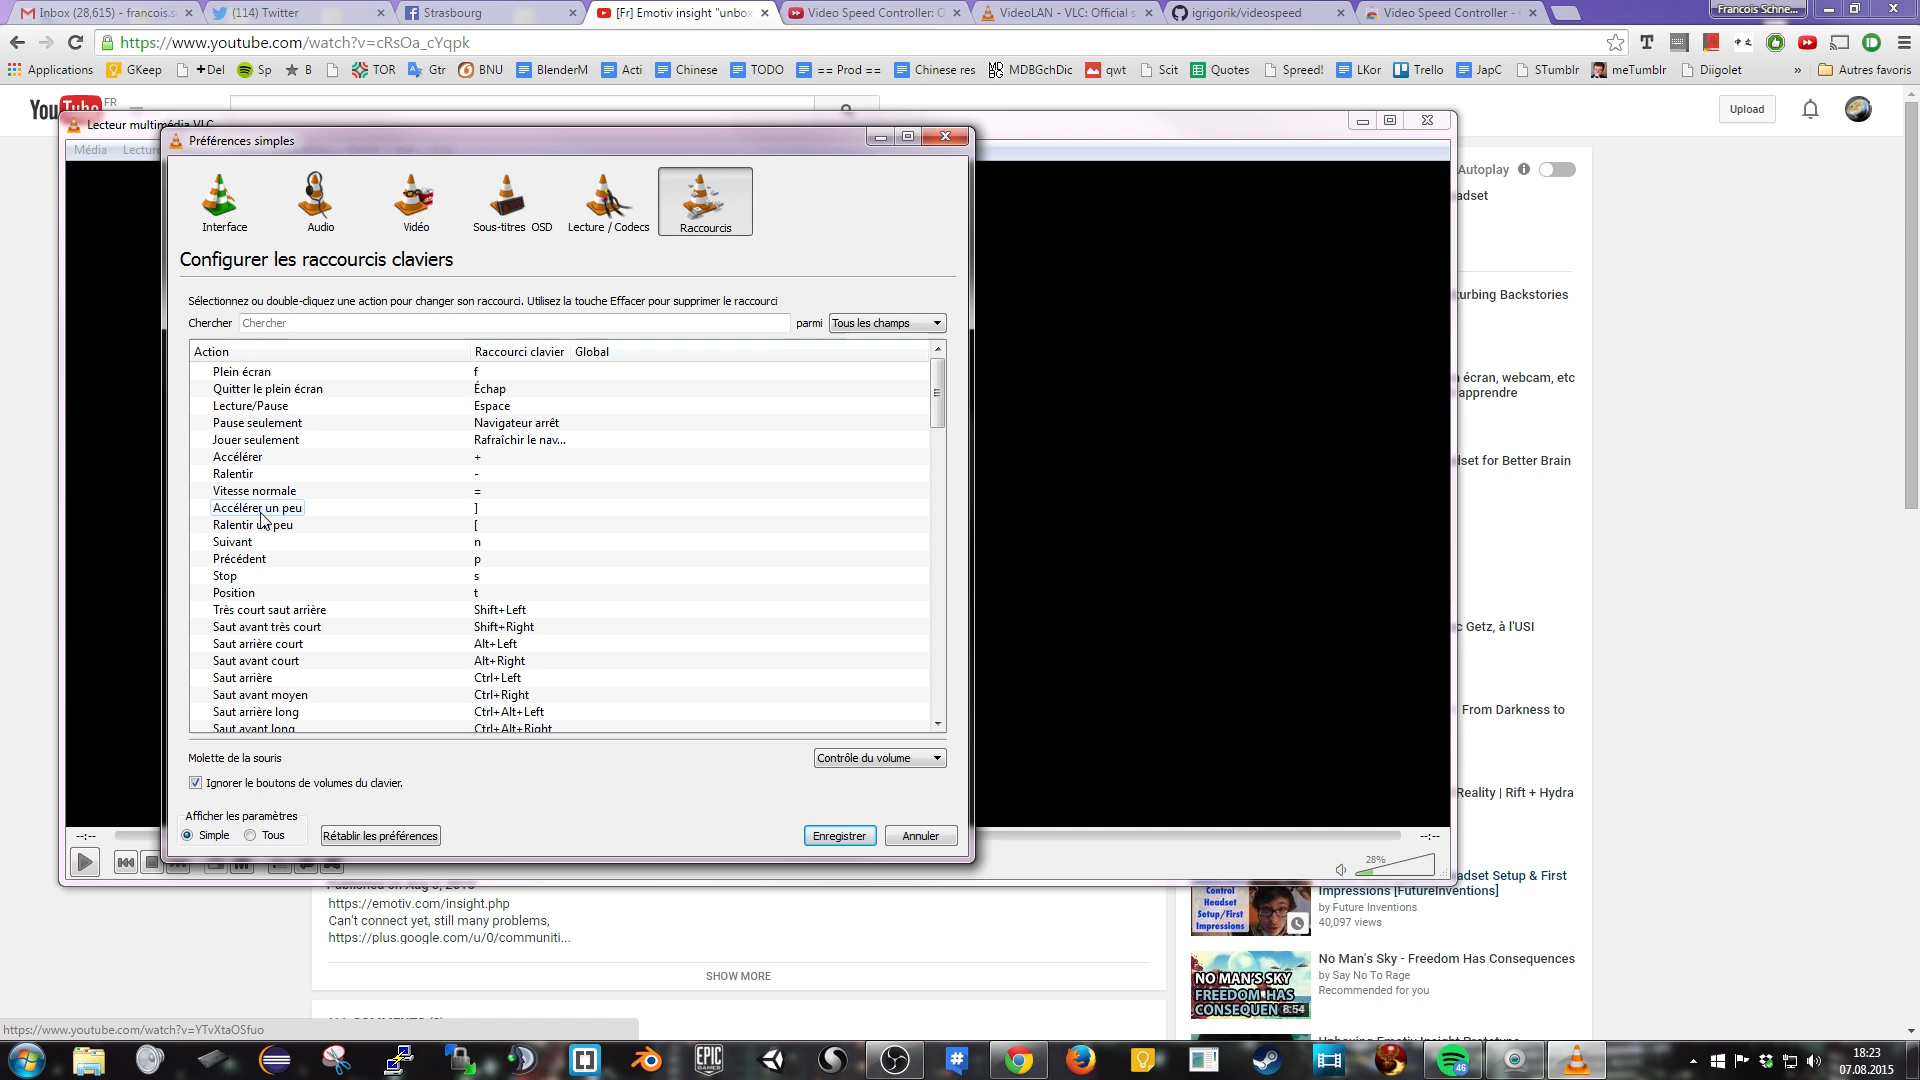 Inbox (28,615) - francois.s
(114) Twitter
Strasbourg
[Fr] Emotiv insight "unbox
Video Speed Controller: O
VideoLAN - VLC: Official s
igrigorik/videospeed
Video Speed Controller -
Francois Schne...
https://www.youtube.com/watch?v=cRsOa_cYqpk
Applications
GKeep
+Del
Sp
B
TOR
Gtr
BNU
BlenderM
Acti
Chinese
TODO
== Prod ==
Chinese res
MDBGchDic
qwt
Scit
Quotes
Speed!
LKor
Trello
JapC
STumblr
meTumblr
Diigolet
»
Autres favoris
You Tube FR
Upload
Lecteur multimédia VLC
Média Lecture
Préférences simples
Autoplay
adset
Interface
Audio
Vidéo
Sous-titres OSD
Lecture / Codecs
Raccourcis
Configurer les raccourcis claviers
Sélectionnez ou double-cliquez une action pour changer son raccourci. Utilisez la touche Effacer pour supprimer le raccourci
Chercher Chercher parmi Tous les champs
Action Raccourci clavier Global
Plein écran f
Quitter le plein écran Échap
Lecture/Pause Espace
Pause seulement Navigateur arrêt
Jouer seulement Rafraîchir le nav...
Accélérer +
Ralentir -
Vitesse normale =
Accélérer un peu ]
Ralentir un peu [
Suivant n
Précédent p
Stop s
Position t
Très court saut arrière Shift+Left
Saut avant très court Shift+Right
Saut arrière court Alt+Left
Saut avant court Alt+Right
Saut arrière Ctrl+Left
Saut avant moyen Ctrl+Right
Saut arrière long Ctrl+Alt+Left
Saut avant long Ctrl+Alt+Right
Molette de la souris Contrôle du volume
Ignorer le boutons de volumes du clavier.
Afficher les paramètres
Simple Tous
Rétablir les préférences
Enregistrer
Annuler
--:--
--:--
28%
turbing Backstories
écran, webcam, etc
apprendre
dset for Better Brain
c Getz, à l'USI
From Darkness to
Reality | Rift + Hydra
adset Setup & First
Impressions [FutureInventions]
by Future Inventions
40,097 views
Control
Headset
Setup/First
Impressions
No Man's Sky - Freedom Has Consequences
by Say No To Rage
Recommended for you
NO MAN'S SKY
FREEDOM HAS
CONSEQUEN
8:54
https://emotiv.com/insight.php
Can't connect yet, still many problems,
https://plus.google.com/u/0/communiti...
SHOW MORE
https://www.youtube.com/watch?v=YTvXtaOSfuo
EPIC
GAMES
46
18:23
07.08.2015